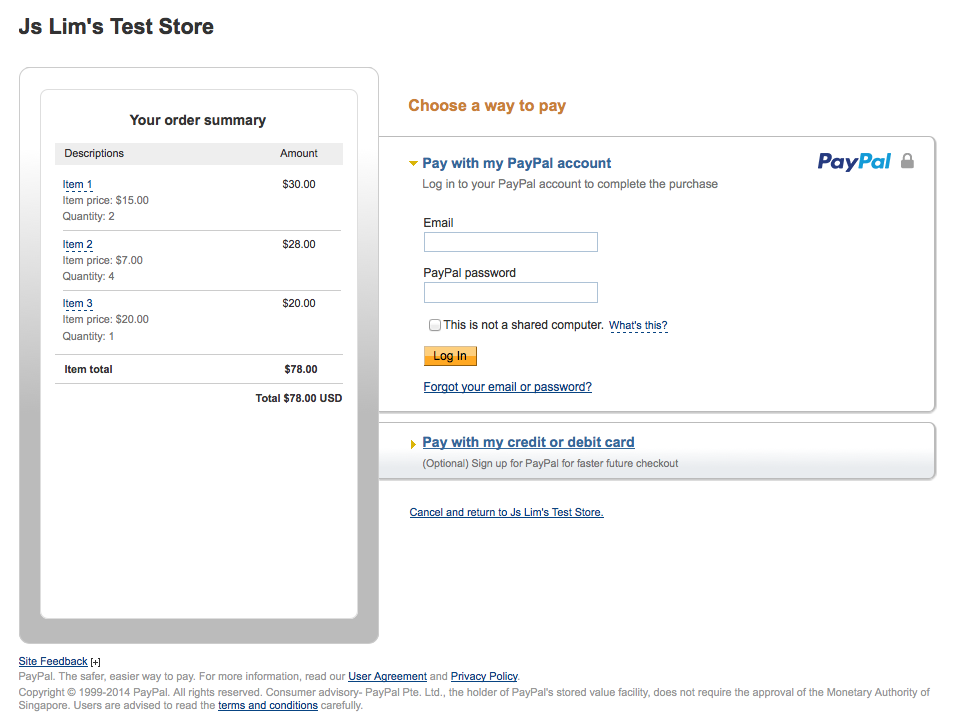 Js Lim's Test Store
Your order summary
Descriptions Amount
Item 1 $30.00
Item price: $15.00
Quantity: 2
Item 2 $28.00
Item price: $7.00
Quantity: 4
Item 3 $20.00
Item price: $20.00
Quantity: 1
Item total $78.00
Total $78.00 USD
Choose a way to pay
Pay with my PayPal account
PayPal
Log in to your PayPal account to complete the purchase
Email
PayPal password
This is not a shared computer. What's this?
Log In
Forgot your email or password?
Pay with my credit or debit card
(Optional) Sign up for PayPal for faster future checkout
Cancel and return to Js Lim's Test Store.
Site Feedback [+]
PayPal. The safer, easier way to pay. For more information, read our User Agreement and Privacy Policy.
Copyright © 1999-2014 PayPal. All rights reserved. Consumer advisory- PayPal Pte. Ltd., the holder of PayPal's stored value facility, does not require the approval of the Monetary Authority of
Singapore. Users are advised to read the terms and conditions carefully.